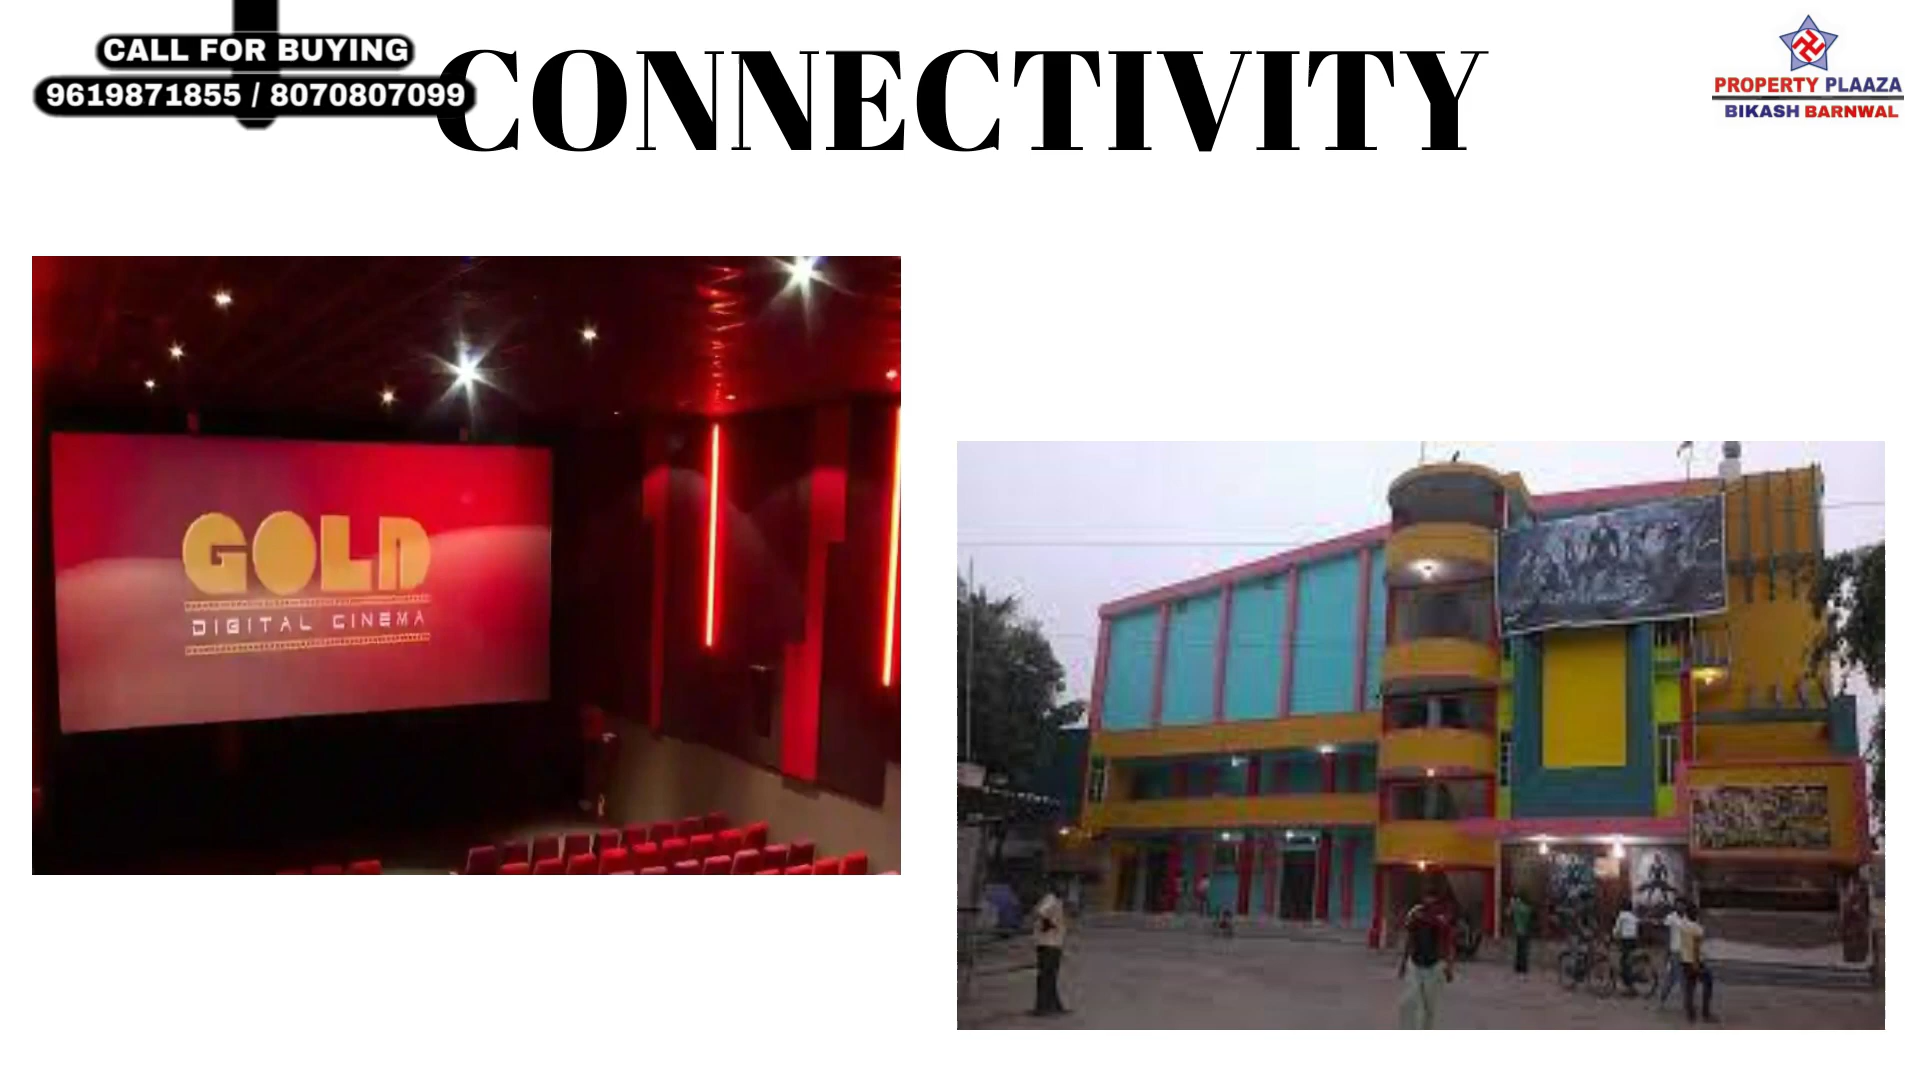 CALL FOR BUYING
9619871855 / 8070807099
CONNECTIVITY
PROPERTY PLAAZA
BIKASH BARNWAL
GOLD
DIGITAL CINEMA